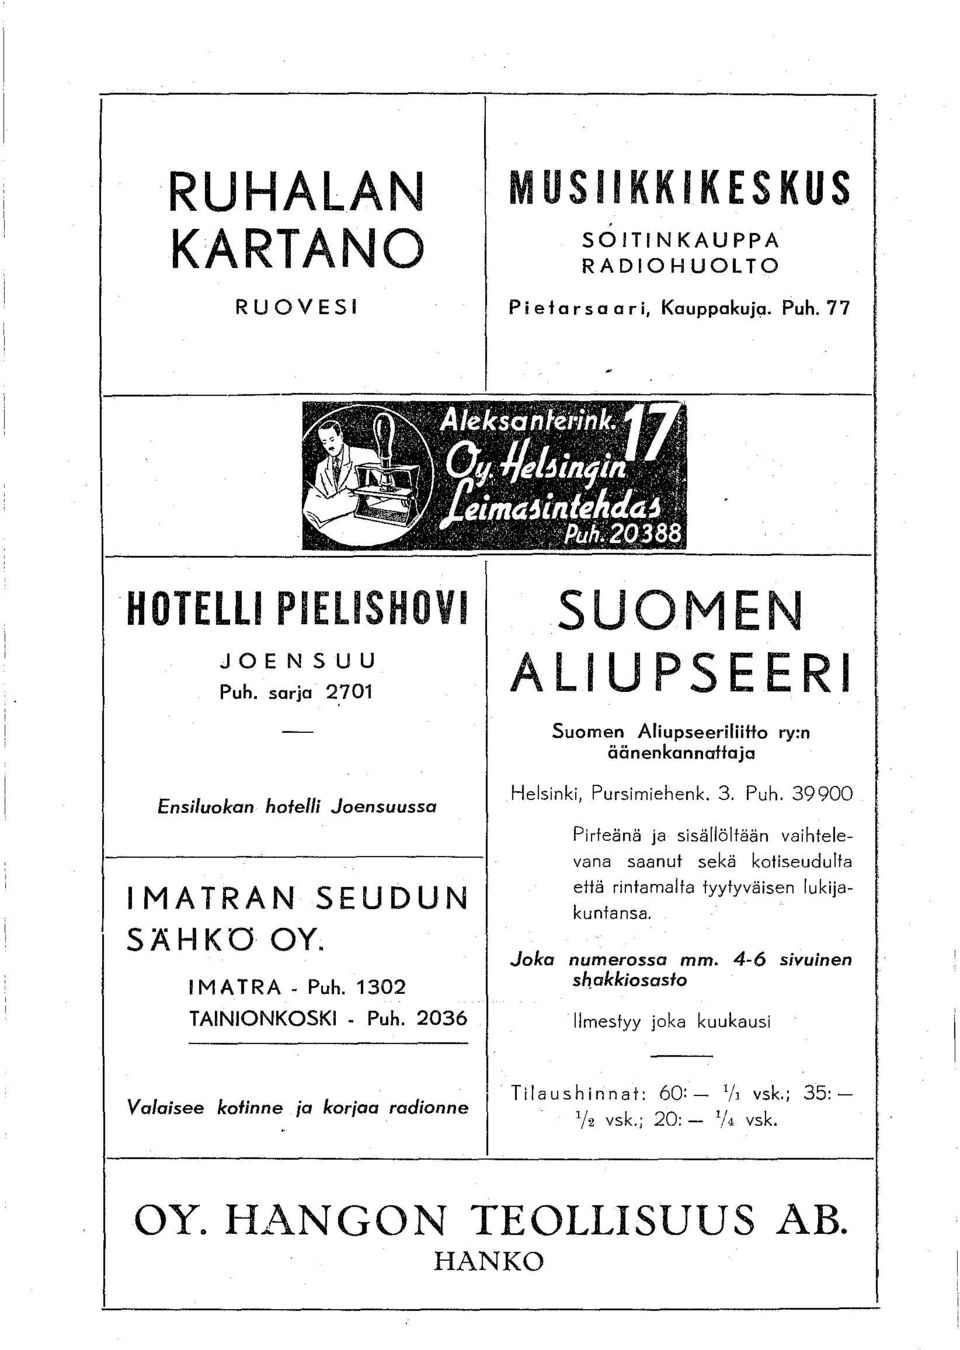 RUHALAN
KARTANO
RUOVESI
MUSIIKKIKESKUS
SOITINKAUPPA
RADIOHUOLTO
Pietarsaari, Kauppakuja. Puh. 77
Aleksanterink. 17
Oy. Helsingin
Leimasintehdas
Puh. 20388
HOTELLI PIELISHOVI
JOENSUU
Puh. sarja 2701
Ensiluokan hotelli Joensuussa
IMATRAN SEUDUN
SÄHKÖ OY.
IMATRA - Puh. 1302
TAINIONKOSKI - Puh. 2036
Valaisee kotinne ja korjaa radionne
SUOMEN
ALIUPSEERI
Suomen Aliupseeriliitto ry:n
äänenkannattaja
Helsinki, Pursimiehenk. 3. Puh. 39900
Pirteänä ja sisällöltään vaihtele-
vana saanut sekä kotiseudulta
että rintamalta tyytyväisen lukija-
kuntansa.
Joka numerossa mm. 4-6 sivuinen
shakkiosasto
Ilmestyy joka kuukausi
Tilaushinnat: 60:— 1/1 vsk.; 35:—
1/2 vsk.; 20:— 1/4 vsk.
OY. HANGON TEOLLISUUS AB.
HANKO